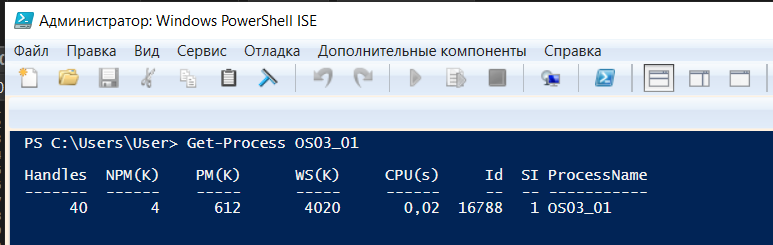 Администратор: Windows PowerShell ISE
Файл Правка Вид Сервис Отладка Дополнительные компоненты Справка
PS C:\Users\User> Get-Process OS03_01
Handles NPM(K) PM(K) WS(K) CPU(s) Id SI ProcessName
------- ------ ----- ----- ------ -- -- -----------
40 4 612 4020 0,02 16788 1 OS03_01